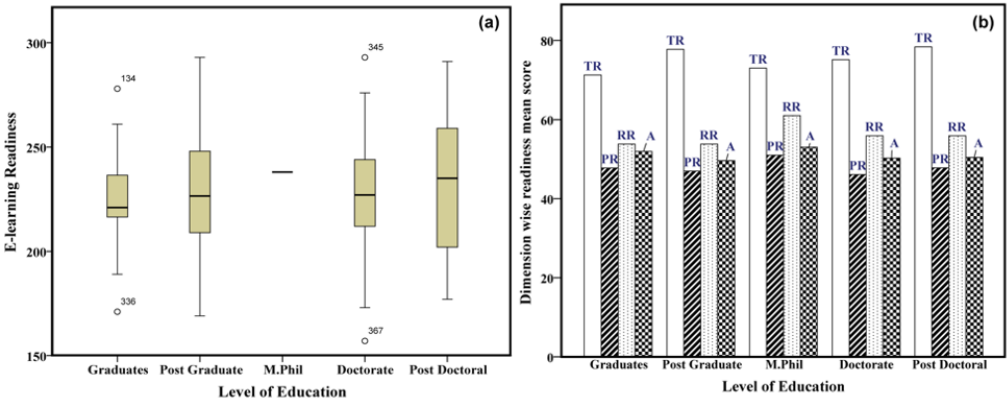 (a)
300
250
200
150
E-learning Readiness
134
336
345
367
Graduates Post Graduate M.Phil Doctorate Post Doctoral
Level of Education
(b)
80
60
40
20
0
Dimension wise readiness mean score
TR PR RR A
TR PR RR A
TR PR RR A
TR PR RR A
TR PR RR A
Graduates Post Graduate M.Phil Doctorate Post Doctoral
Level of Education